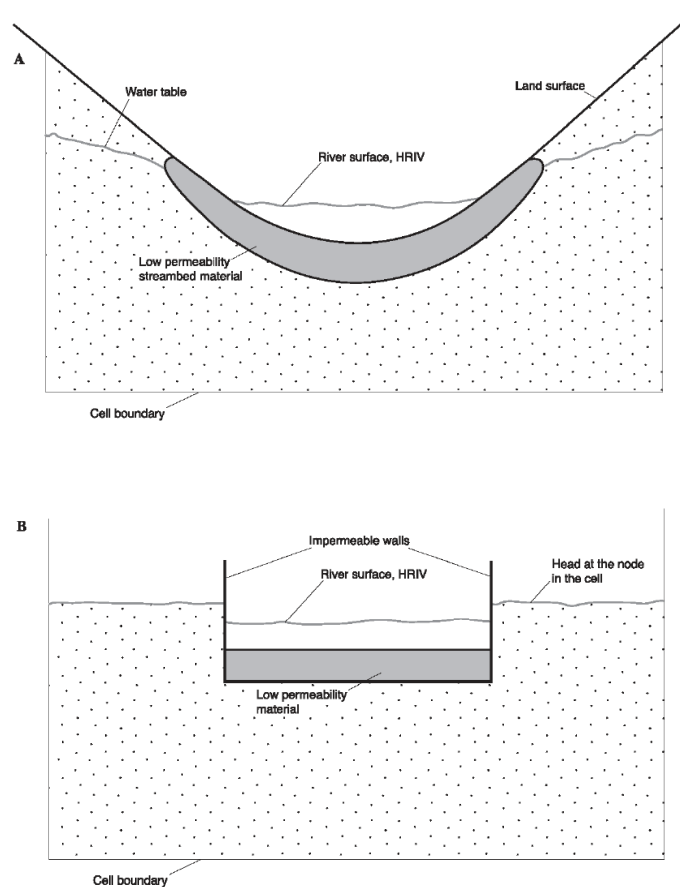 A
Water table
Land surface
River surface, HRIV
Low permeability
streambed material
Cell boundary
B
Impermeable walls
Head at the node
in the cell
River surface, HRIV
Low permeability
material
Cell boundary